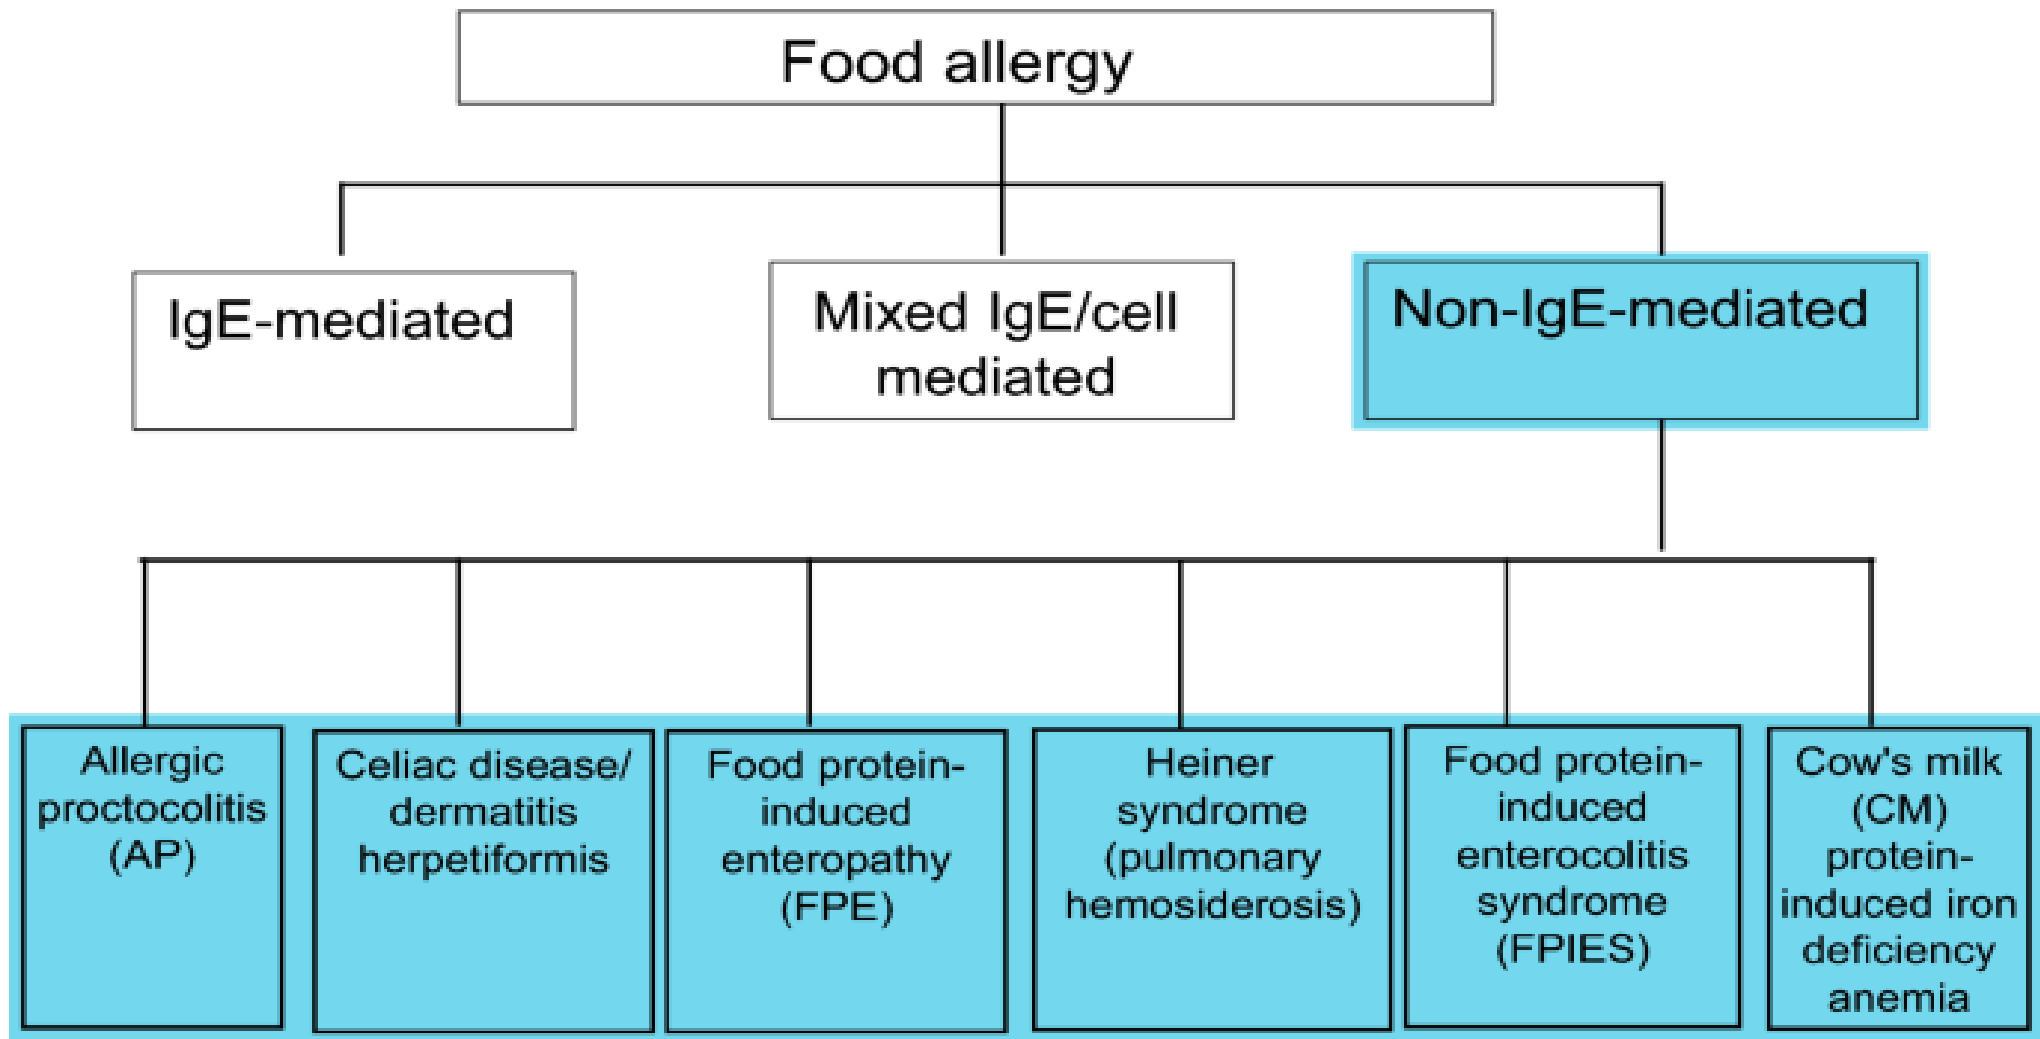 Food allergy
IgE-mediated
Mixed IgE/cell
mediated
Non-IgE-mediated
Allergic
proctocolitis
(AP)
Celiac disease/
dermatitis
herpetiformis
Food protein-
induced
enteropathy
(FPE)
Heiner
syndrome
(pulmonary
hemosiderosis)
Food protein-
induced
enterocolitis
syndrome
(FPIES)
Cow's milk
(CM)
protein-
induced iron
deficiency
anemia